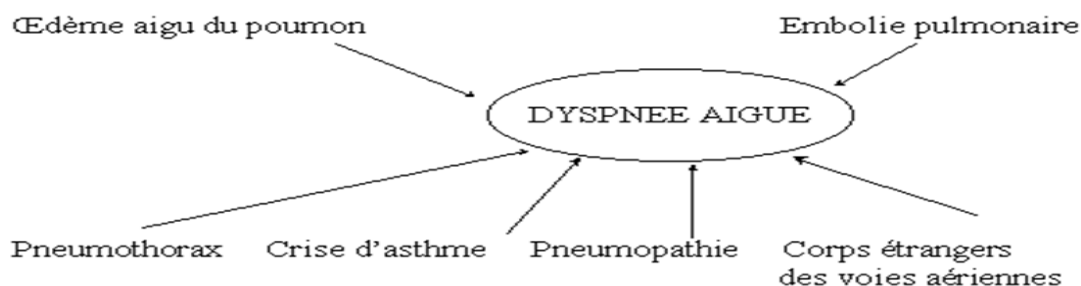 Œdème aigu du poumon
Embolie pulmonaire
DYSPNEE AIGUE
Pneumothorax
Crise d'asthme
Pneumopathie
Corps étrangers
des voies aériennes